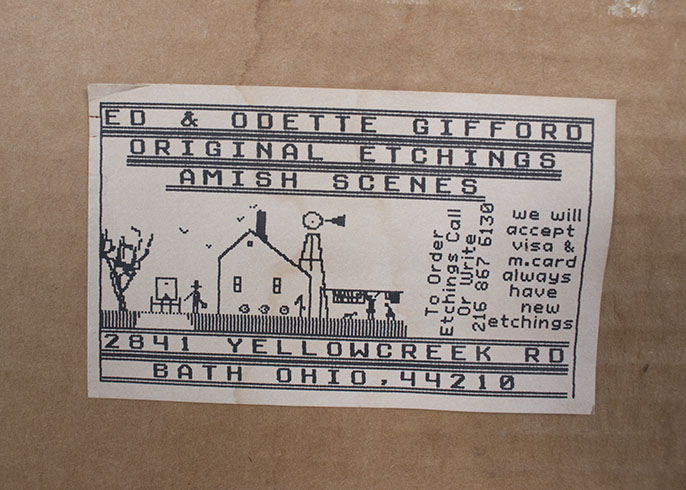 ED & ODETTE GIFFORD
ORIGINAL ETCHINGS
AMISH SCENES
To Order
Etchings Call
Or Write
216 867 6130
we will
accept
visa &
m.card
always
have
new
etchings
2841 YELLOWCREEK RD
BATH OHIO,44210